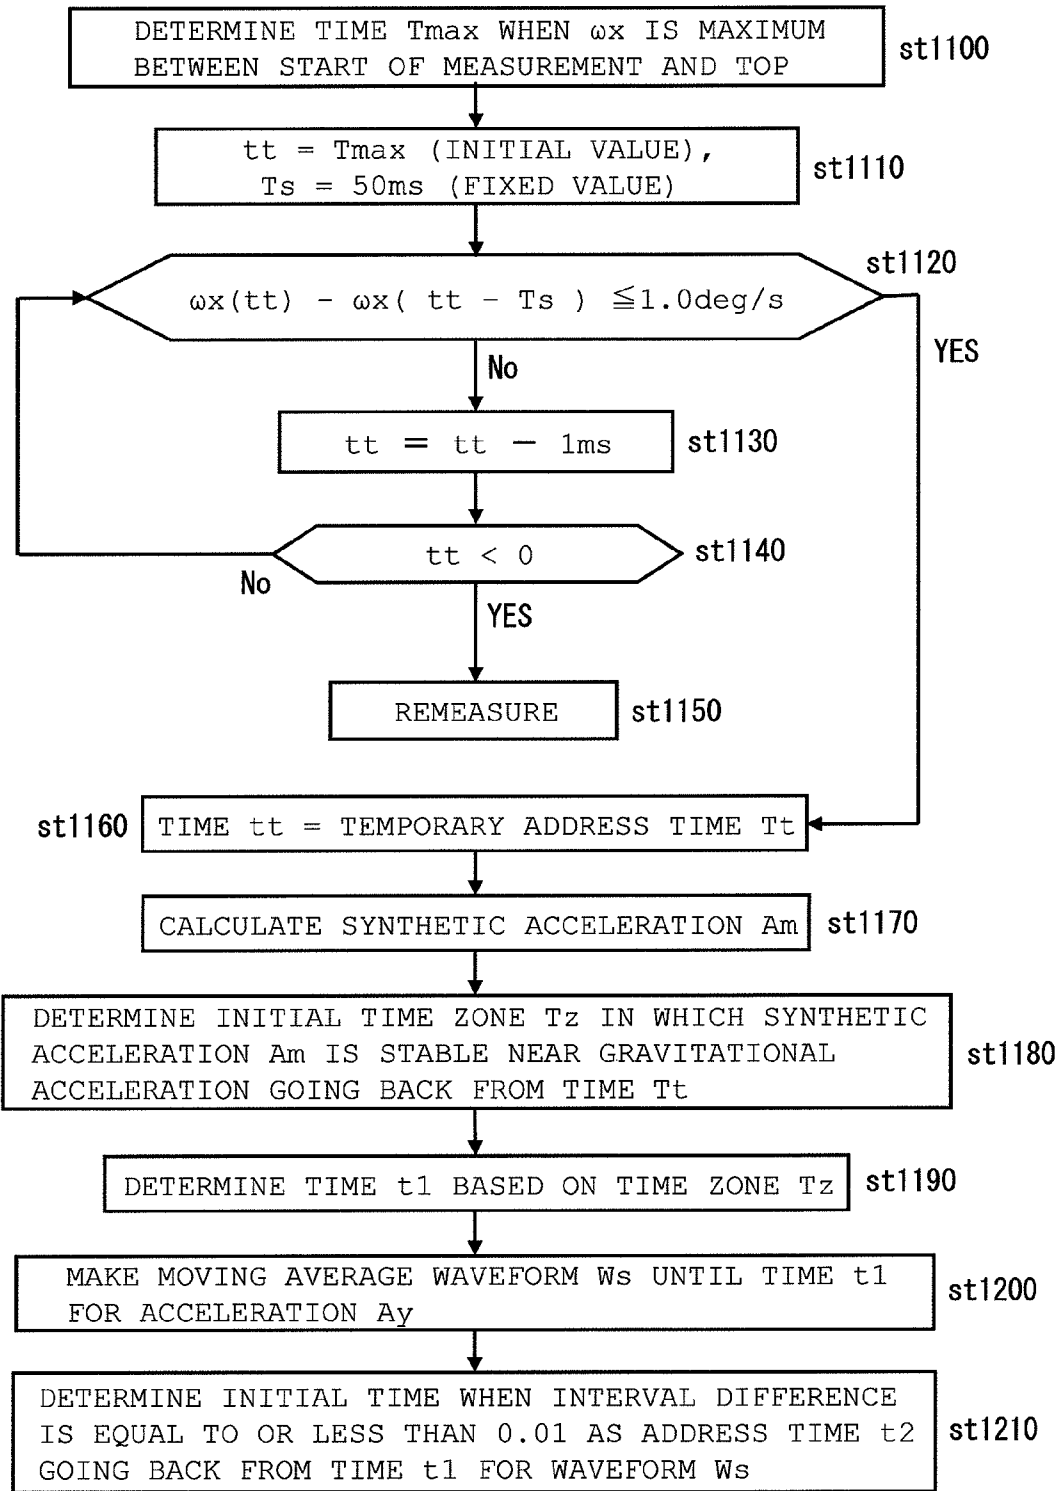 DETERMINE TIME Tmax WHEN ωx IS MAXIMUM
BETWEEN START OF MEASUREMENT AND TOP
st1100
tt = Tmax (INITIAL VALUE),
Ts = 50ms (FIXED VALUE)
st1110
st1120
ωx(tt) - ωx( tt - Ts ) ≦1.0deg/s
YES
No
tt = tt - 1ms
st1130
tt < 0
st1140
No
YES
REMEASURE
st1150
st1160
TIME tt = TEMPORARY ADDRESS TIME Tt
CALCULATE SYNTHETIC ACCELERATION Am
st1170
DETERMINE INITIAL TIME ZONE Tz IN WHICH SYNTHETIC
ACCELERATION Am IS STABLE NEAR GRAVITATIONAL
ACCELERATION GOING BACK FROM TIME Tt
st1180
DETERMINE TIME t1 BASED ON TIME ZONE Tz
st1190
MAKE MOVING AVERAGE WAVEFORM Ws UNTIL TIME t1
FOR ACCELERATION Ay
st1200
DETERMINE INITIAL TIME WHEN INTERVAL DIFFERENCE
IS EQUAL TO OR LESS THAN 0.01 AS ADDRESS TIME t2
GOING BACK FROM TIME t1 FOR WAVEFORM Ws
st1210